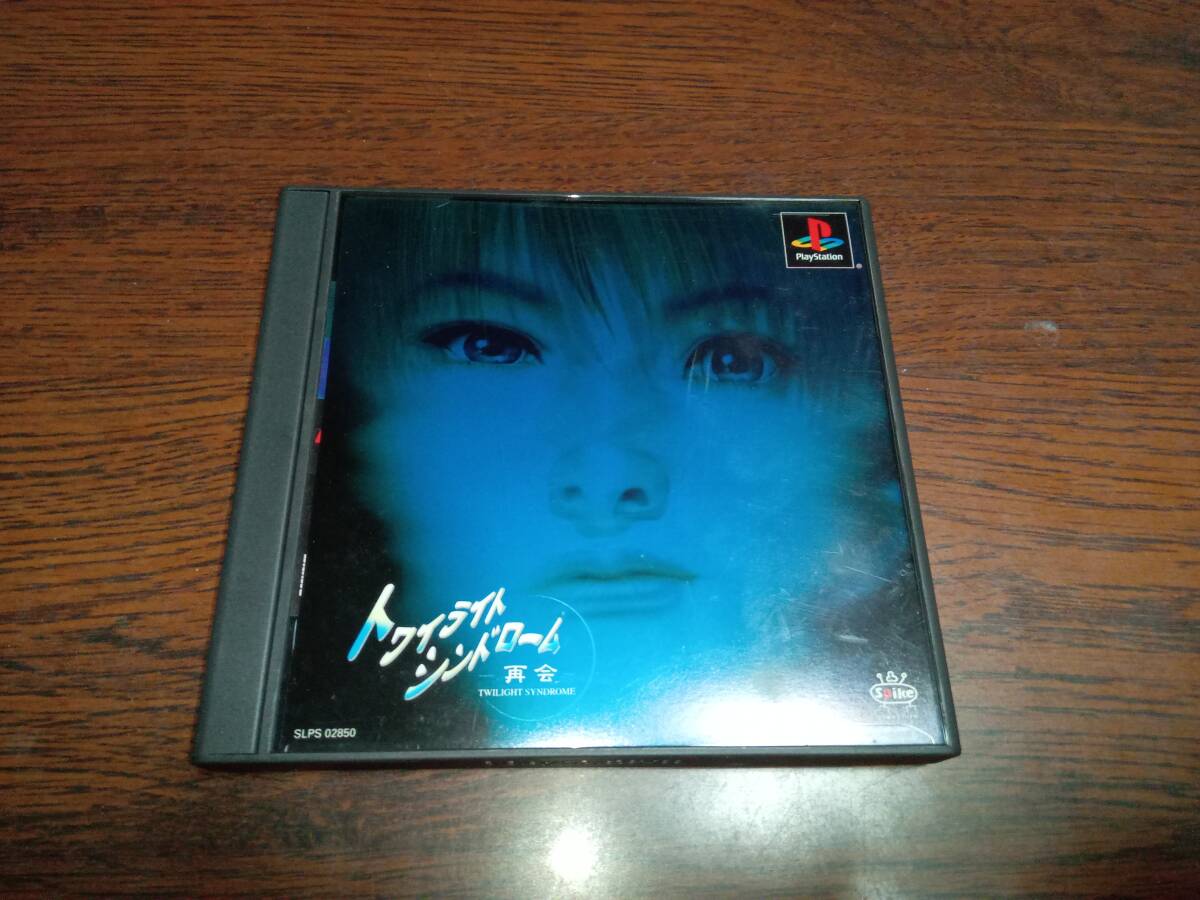 PlayStation
トワイライト
シンドローム
再会
TWILIGHT SYNDROME
Spike
SLPS 02850